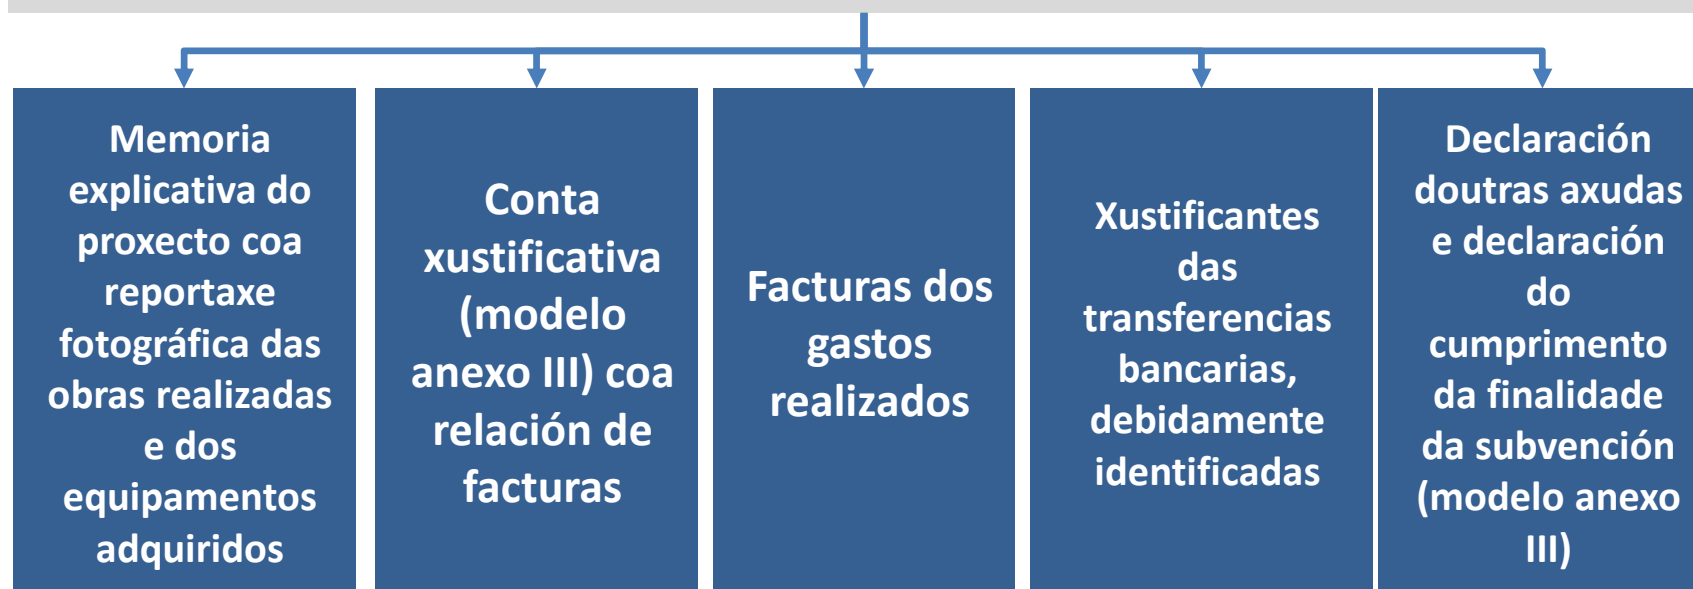 Memoria
explicativa do
proxecto coa
reportaxe
fotográfica das
obras realizadas
e dos
equipamentos
adquiridos
Conta
xustificativa
(modelo
anexo III) coa
relación de
facturas
Facturas dos
gastos
realizados
Xustificantes
das
transferencias
bancarias,
debidamente
identificadas
Declaración
doutras axudas
e declaración
do
cumprimento
da finalidade
da subvención
(modelo anexo
III)